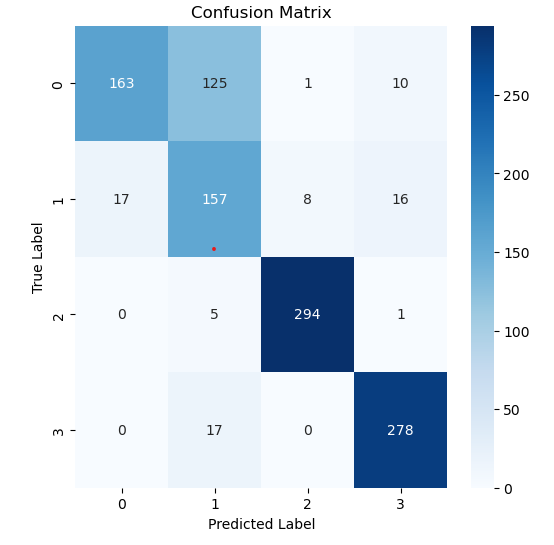 Confusion Matrix
0 163 125 1 10
1 17 157 8 16
2 0 5 294 1
3 0 17 0 278
0 1 2 3
Predicted Label
True Label
250
200
150
100
50
0